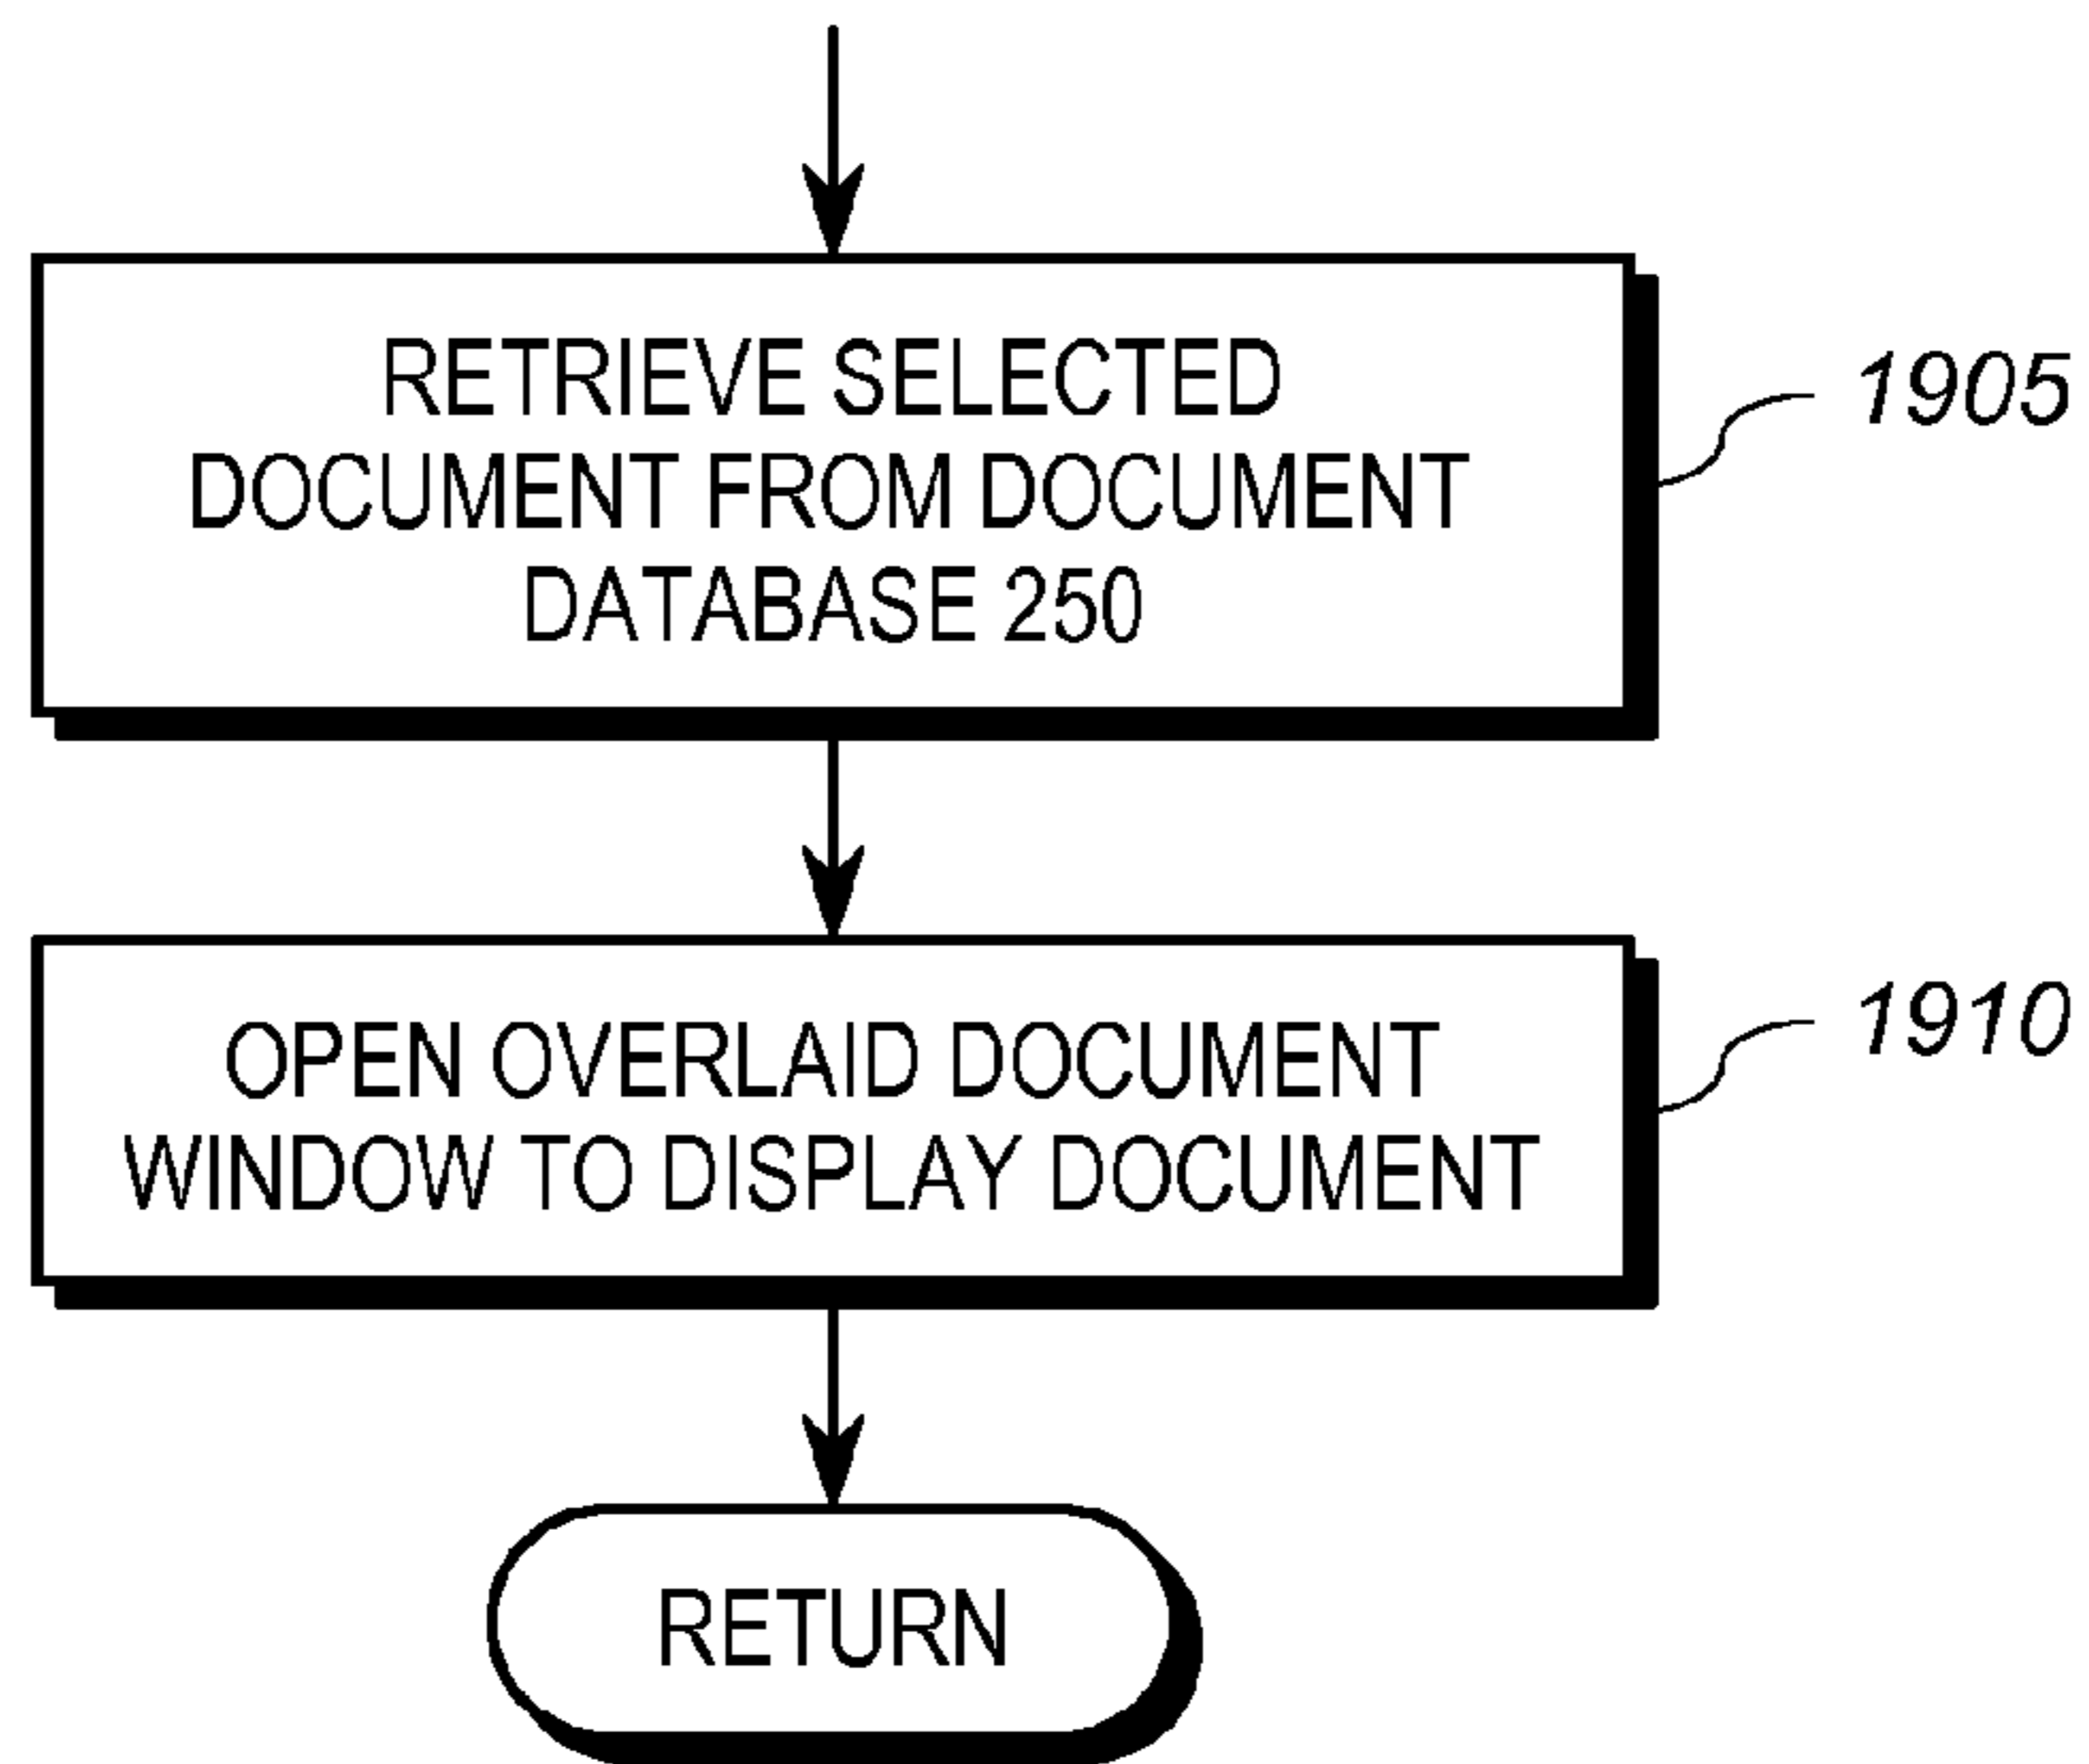 RETRIEVE SELECTED
DOCUMENT FROM DOCUMENT
DATABASE 250
1905
OPEN OVERLAID DOCUMENT
WINDOW TO DISPLAY DOCUMENT
1910
RETURN